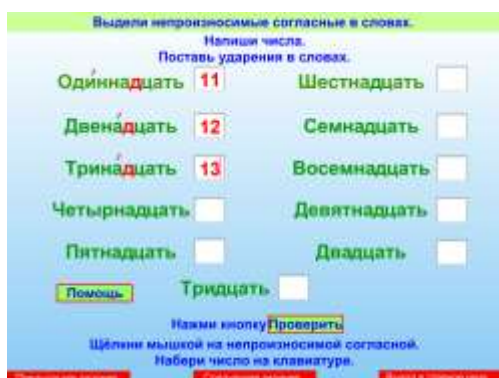 Выдели непроизносимые согласные в словах.
Напиши числа.
Поставь ударения в словах.
Одиннадцать 11
Шестнадцать
Двенадцать 12
Семнадцать
Тринадцать 13
Восемнадцать
Четырнадцать
Девятнадцать
Пятнадцать
Двадцать
Помощь
Тридцать
Нажми кнопку Проверить
Щёлкни мышкой на непроизносимой согласной.
Набери число на клавиатуре.